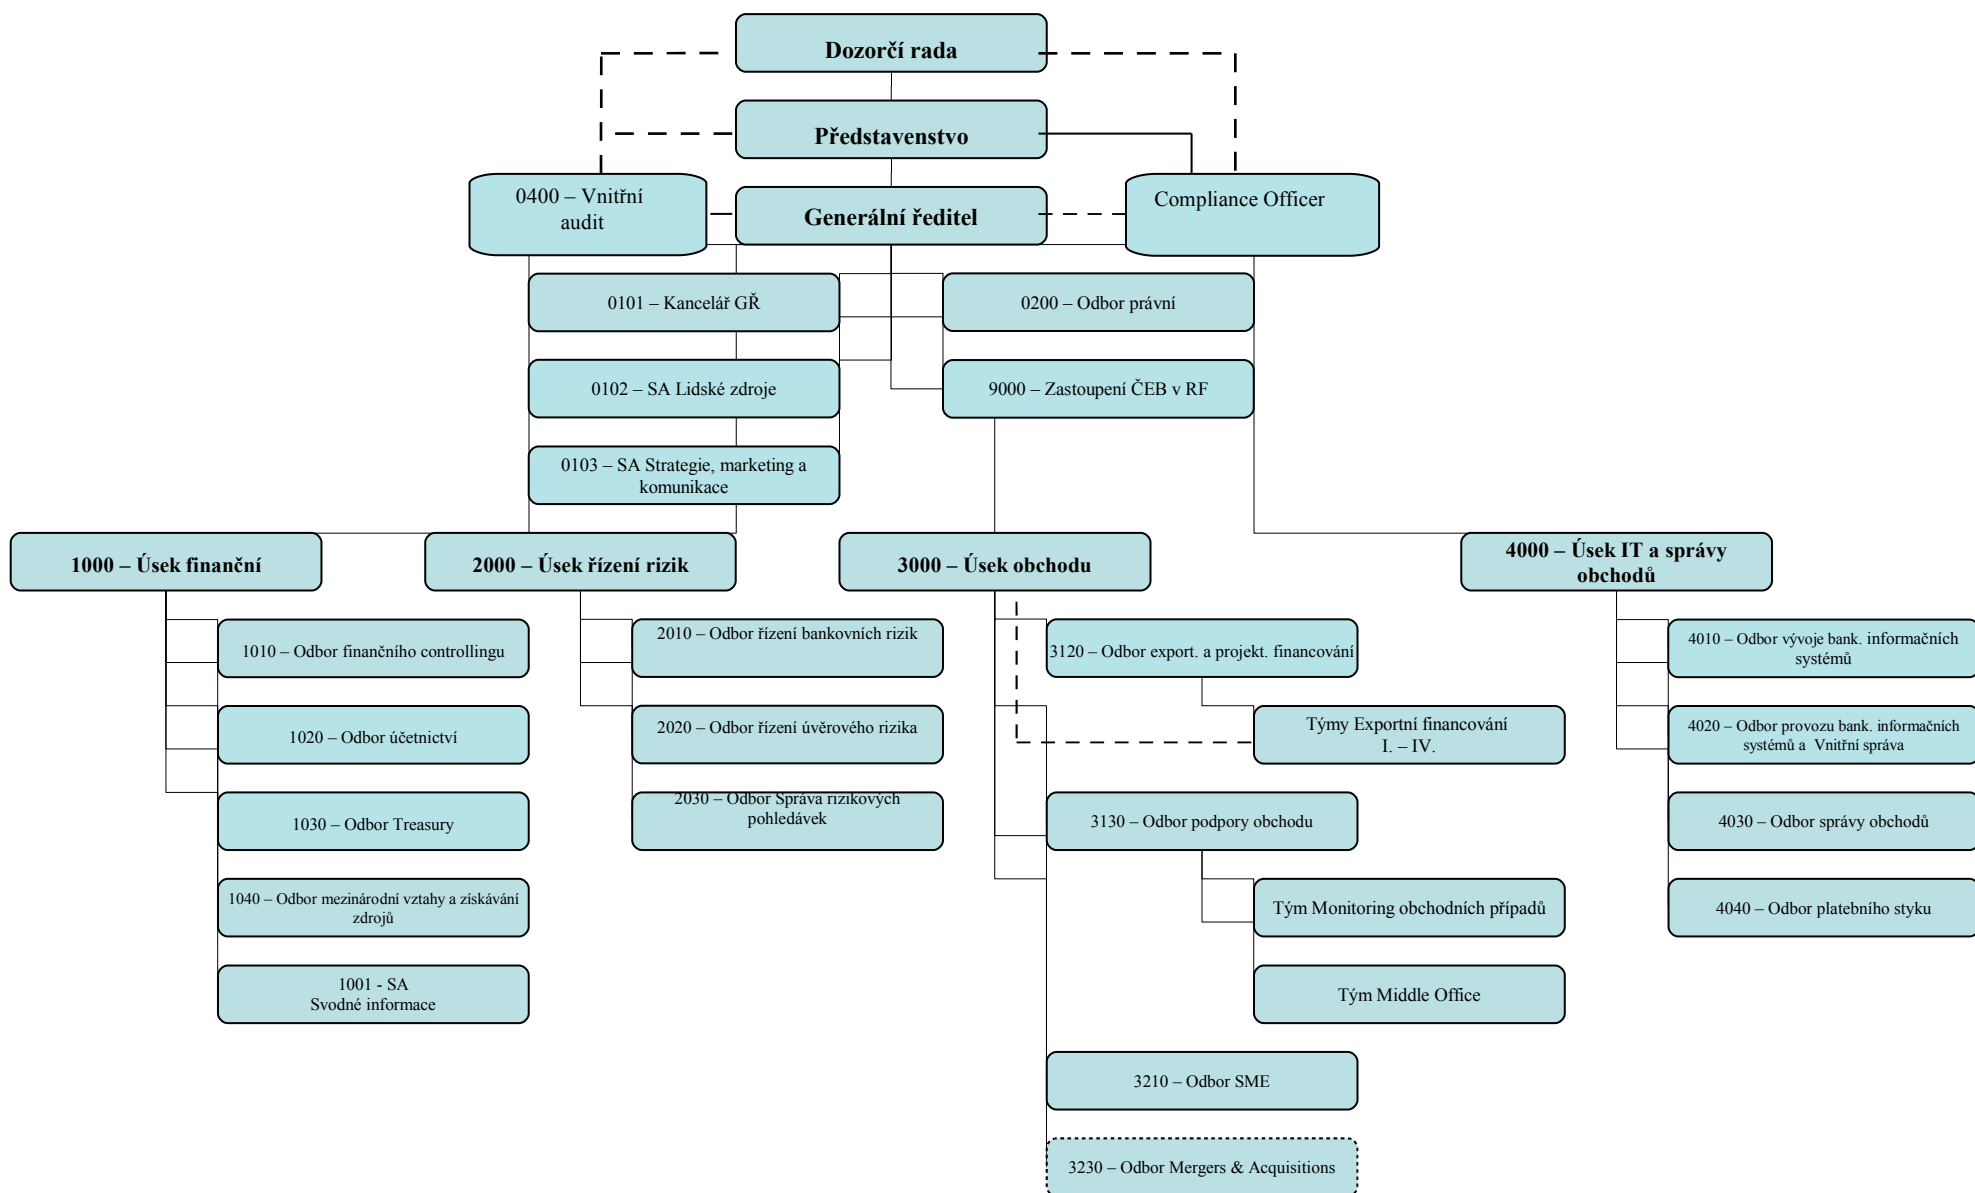 Dozorčí rada
Představenstvo
0400 – Vnitřní
audit
Generální ředitel
Compliance Officer
0101 – Kancelář GŘ
0200 – Odbor právní
0102 – SA Lidské zdroje
9000 – Zastoupení ČEB v RF
0103 – SA Strategie, marketing a
komunikace
1000 – Úsek finanční
2000 – Úsek řízení rizik
3000 – Úsek obchodu
4000 – Úsek IT a správy
obchodů
1010 – Odbor finančního controllingu
1020 – Odbor účetnictví
1030 – Odbor Treasury
1040 – Odbor mezinárodní vztahy a získávání
zdrojů
1001 - SA
Svodné informace
2010 – Odbor řízení bankovních rizik
2020 – Odbor řízení úvěrového rizika
2030 – Odbor Správa rizikových
pohledávek
3120 – Odbor export. a projekt. financování
Týmy Exportní financování
I. – IV.
3130 – Odbor podpory obchodu
Tým Monitoring obchodních případů
Tým Middle Office
3210 – Odbor SME
3230 – Odbor Mergers & Acquisitions
4010 – Odbor vývoje bank. informačních
systémů
4020 – Odbor provozu bank. informačních
systémů a Vnitřní správa
4030 – Odbor správy obchodů
4040 – Odbor platebního styku